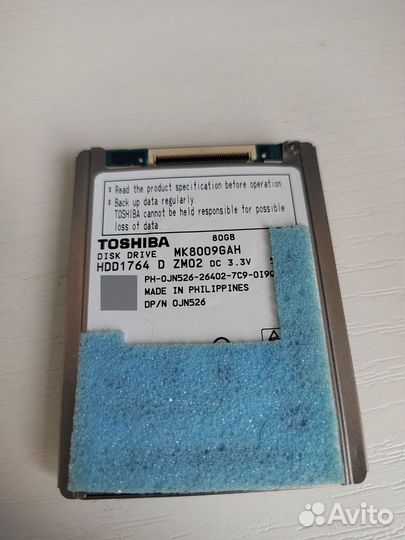 * Read the product specification before operation.
* Back up data regularly
TOSHIBA cannot be held responsible for possible
loss of data.
80GB
TOSHIBA
DISK DRIVE MK8009GAH
HDD1764 D ZM02 DC 3.3V
PH-0JN526-26402-7C9-0I9
MADE IN PHILIPPINES
DP/N 0JN526
Avito